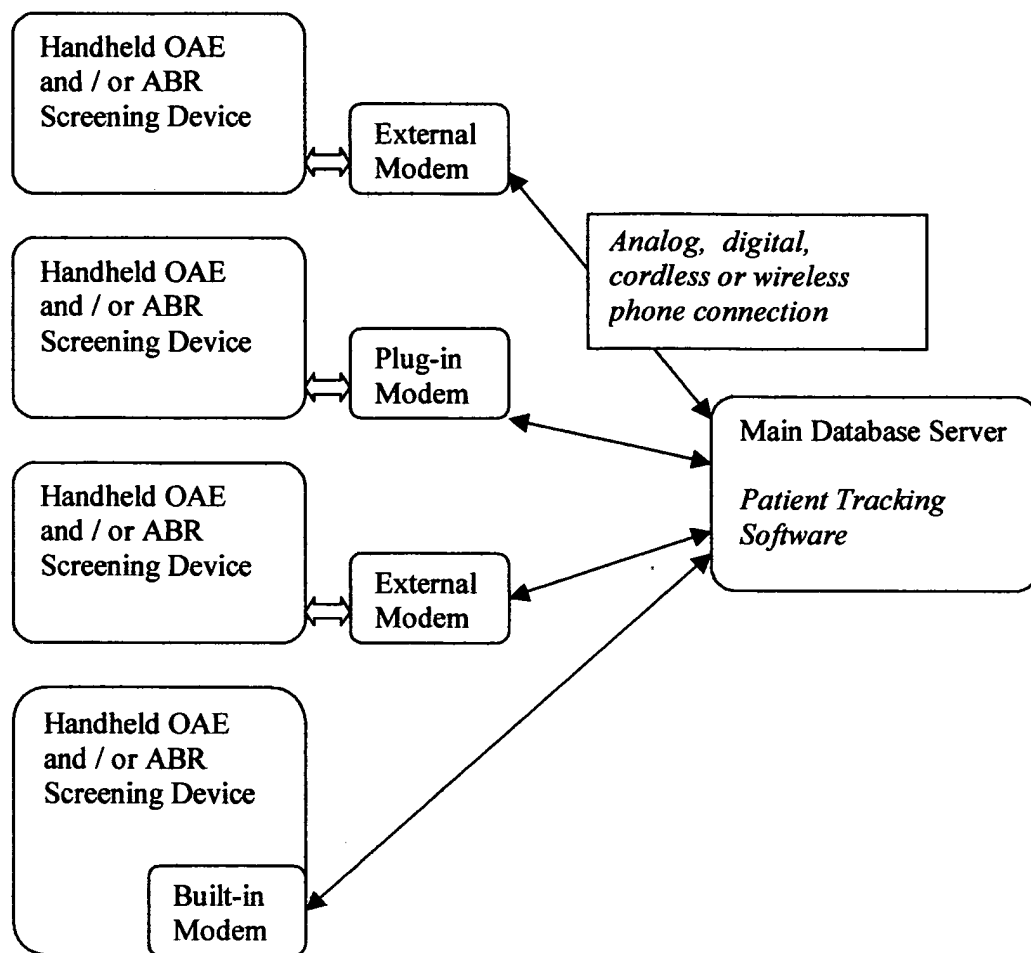 Handheld OAE
and / or ABR
Screening Device
External
Modem
Analog, digital,
cordless or wireless
phone connection
Handheld OAE
and / or ABR
Screening Device
Plug-in
Modem
Main Database Server
Patient Tracking
Software
Handheld OAE
and / or ABR
Screening Device
External
Modem
Handheld OAE
and / or ABR
Screening Device
Built-in
Modem